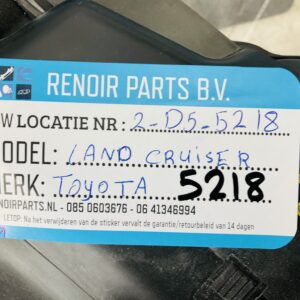 RENOIR PARTS B.V.
W LOCATIE NR : 2-D5-5218
ODEL: LAND CRUISER
MERK: TOYOTA 5218
NOIRPARTS.NL - 085 0603676 - 06 41346994
LETOP: Na het verwijderen van de sticker vervalt de garantie/retourbeleid van 14 dagen